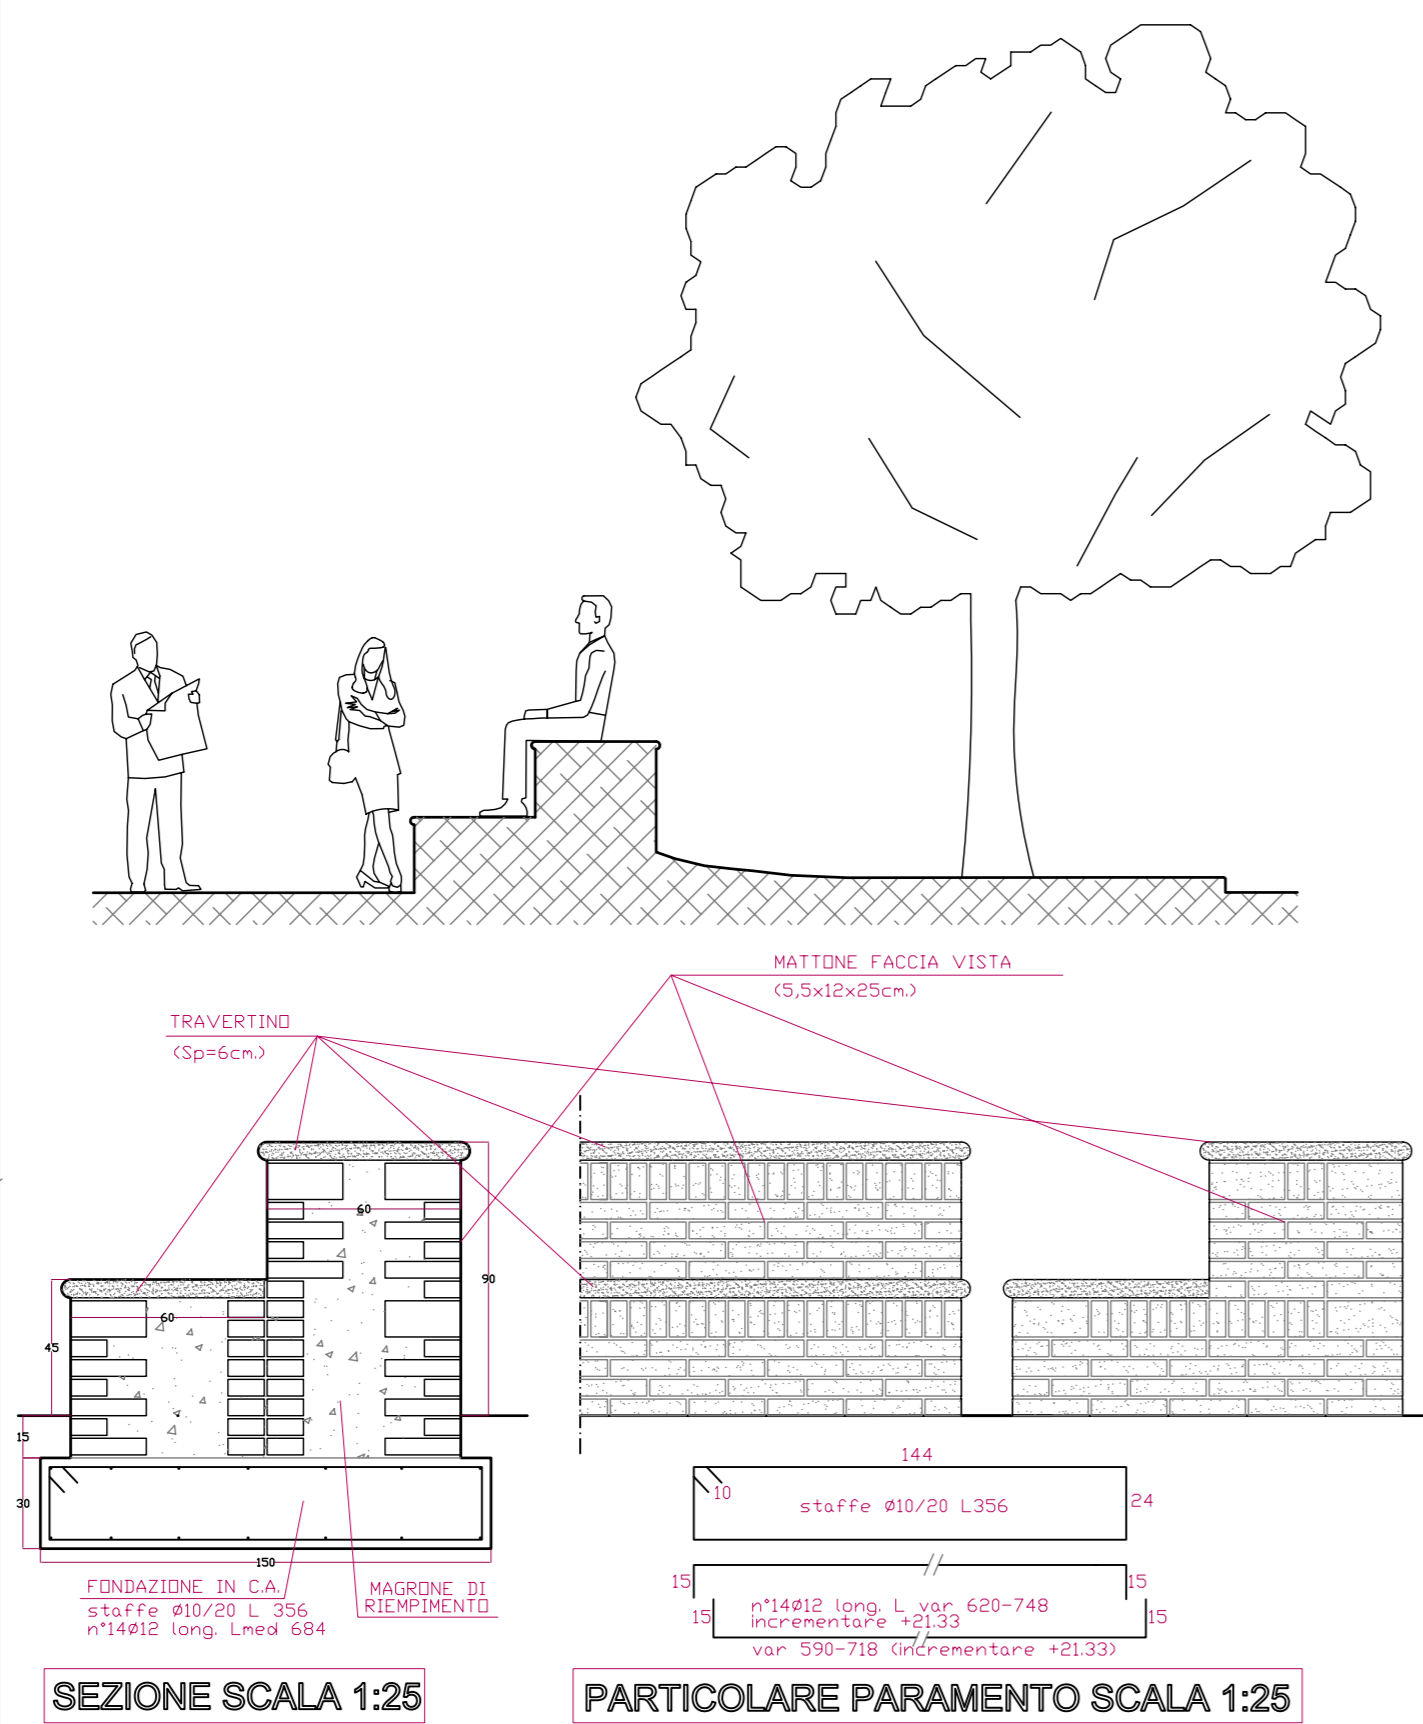 MATTONE FACCIA VISTA
(5,5x12x25cm.)
TRAVERTINO
(Sp=6cm.)
60
90
60
45
15
30
150
FONDAZIONE IN C.A.
staffe Ø10/20 L 356
n°14Ø12 long. Lmed 684
MAGRONE DI
RIEMPIMENTO
144
10
staffe Ø10/20 L356
24
15
15
n°14Ø12 long. L var 620-748
incrementare +21.33
15
15
var 590-718 (incrementare +21.33)
SEZIONE SCALA 1:25
PARTICOLARE PARAMENTO SCALA 1:25